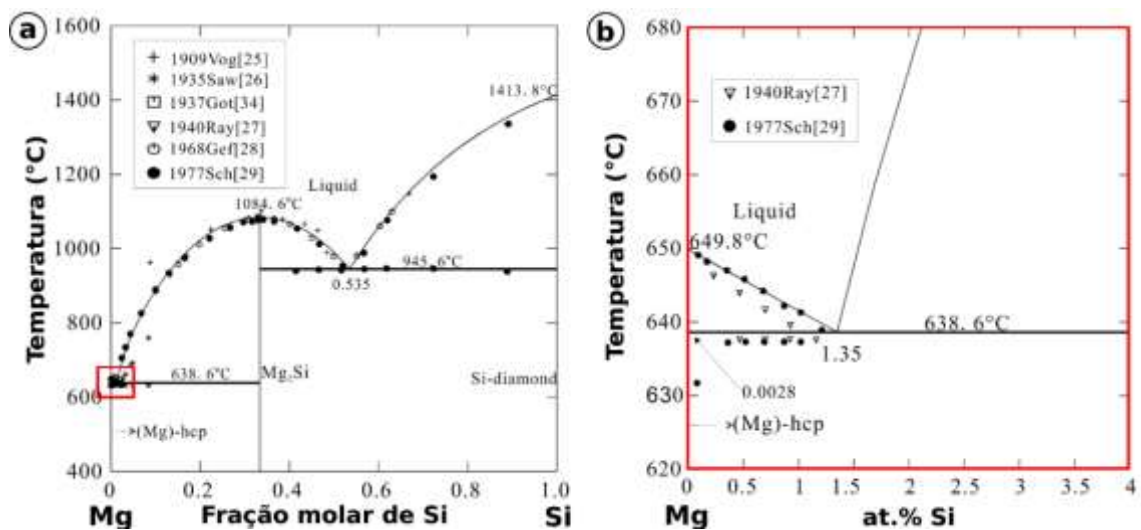 a
1600
1400
1200
1000
800
600
400
Temperatura (°C)
1909Vog[25]
1935Saw[26]
1937Got[34]
1940Ray[27]
1968Gef[28]
1977Sch[29]
1413. 8°C
Liquid
1084. 6°C
945. 6°C
0.535
638. 6°C
Mg2Si
Si-diamond
(Mg)-hcp
0 0.2 0.4 0.6 0.8 1.0
Mg Fração molar de Si Si
b
680
670
660
650
640
630
620
Temperatura (°C)
1940Ray[27]
1977Sch[29]
Liquid
649.8°C
638. 6°C
1.35
0.0028
(Mg)-hcp
0 0.5 1 1.5 2 2.5 3 3.5 4
Mg at.% Si